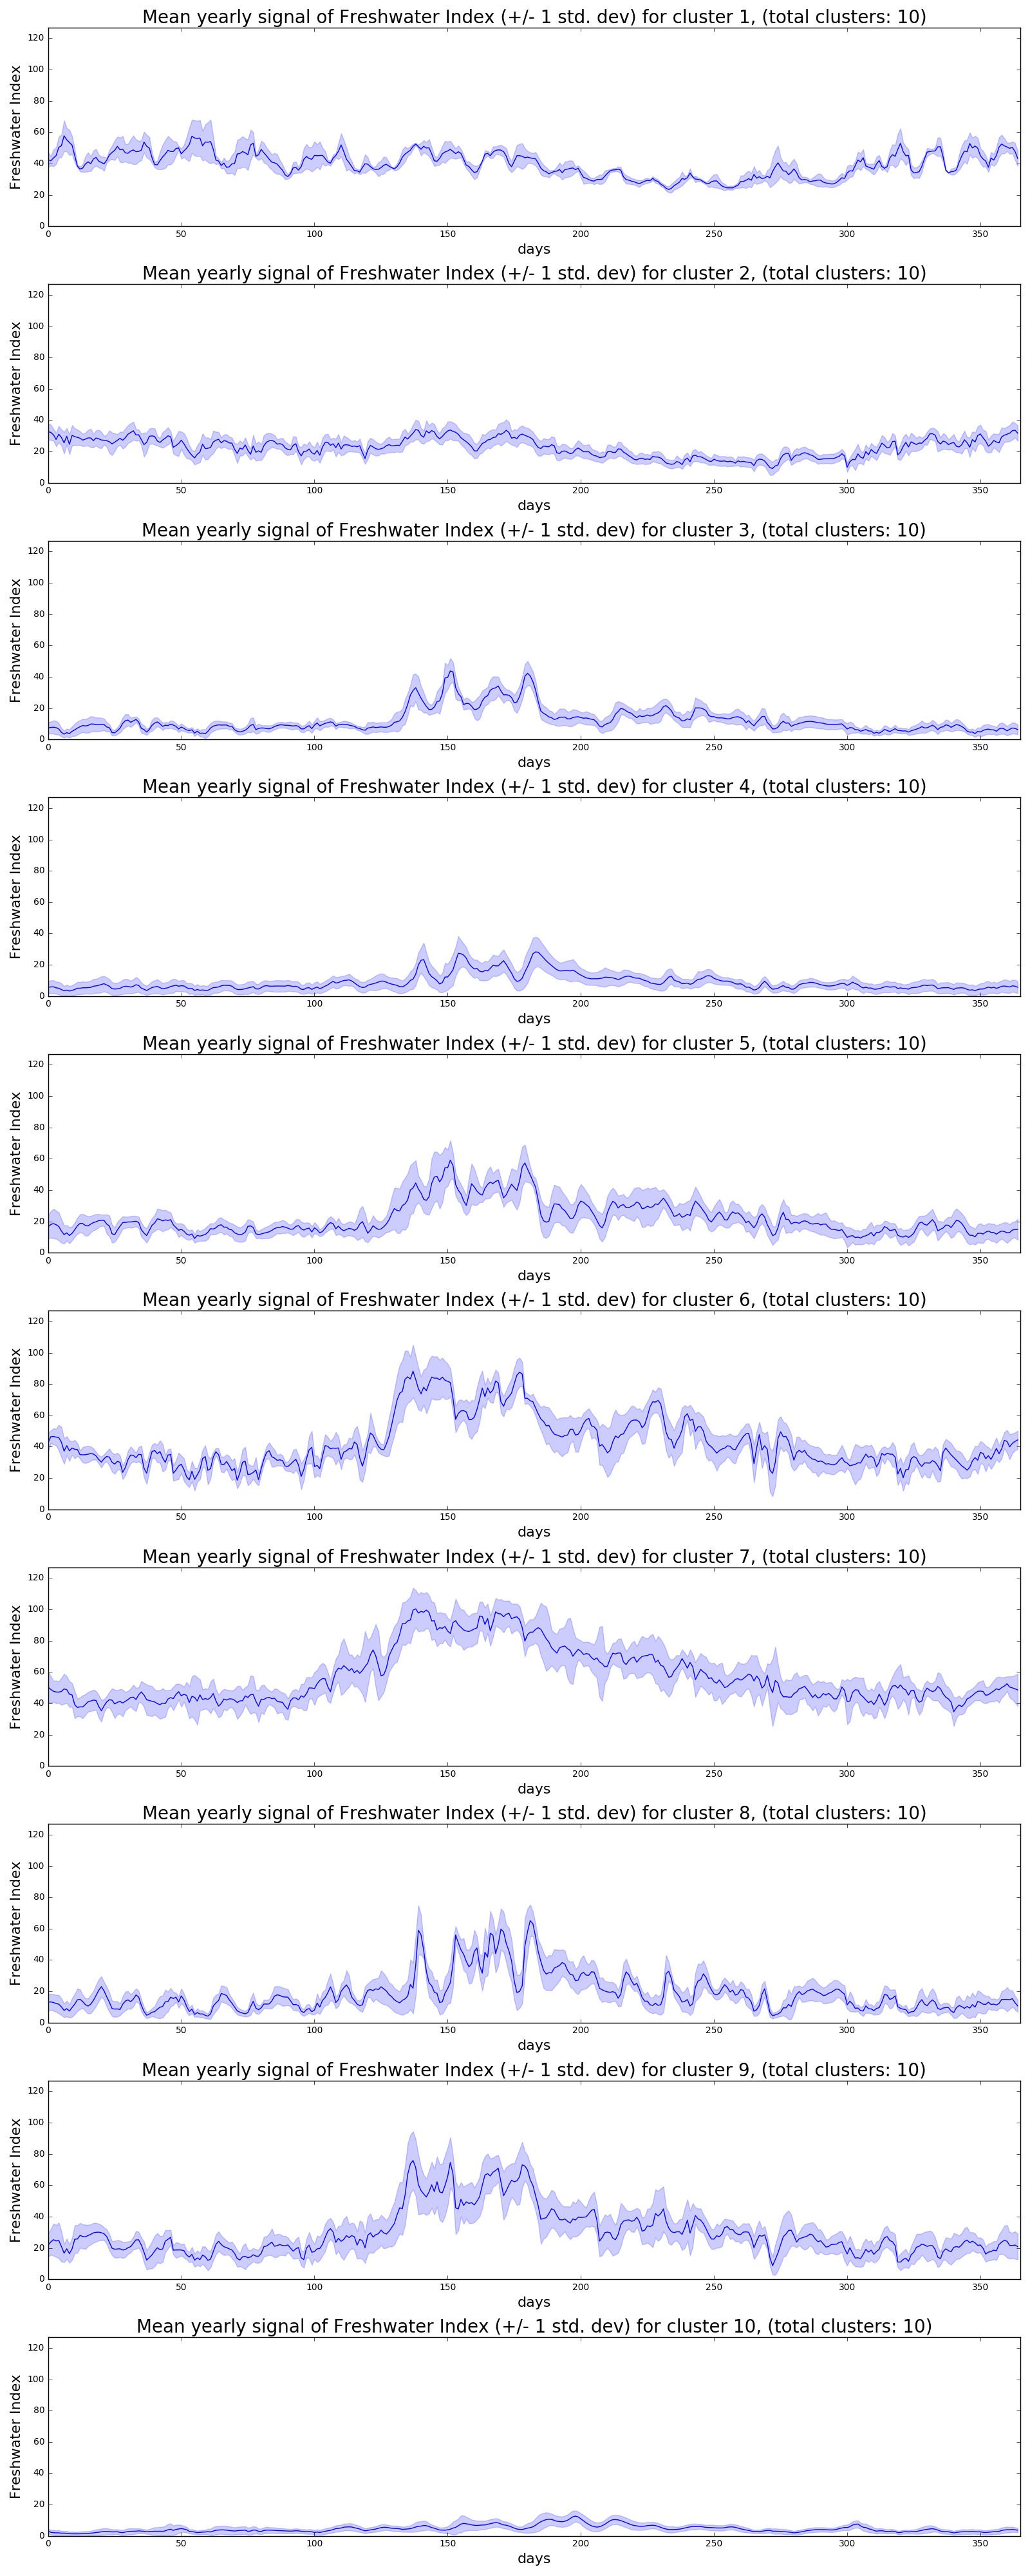 Mean yearly signal of Freshwater Index (+/- 1 std. dev) for cluster 1, (total clusters: 10)
Freshwater Index
120
100
80
60
40
20
0
0 50 100 150 200 250 300 350
days
Mean yearly signal of Freshwater Index (+/- 1 std. dev) for cluster 2, (total clusters: 10)
Freshwater Index
120
100
80
60
40
20
0
0 50 100 150 200 250 300 350
days
Mean yearly signal of Freshwater Index (+/- 1 std. dev) for cluster 3, (total clusters: 10)
Freshwater Index
120
100
80
60
40
20
0
0 50 100 150 200 250 300 350
days
Mean yearly signal of Freshwater Index (+/- 1 std. dev) for cluster 4, (total clusters: 10)
Freshwater Index
120
100
80
60
40
20
0
0 50 100 150 200 250 300 350
days
Mean yearly signal of Freshwater Index (+/- 1 std. dev) for cluster 5, (total clusters: 10)
Freshwater Index
120
100
80
60
40
20
0
0 50 100 150 200 250 300 350
days
Mean yearly signal of Freshwater Index (+/- 1 std. dev) for cluster 6, (total clusters: 10)
Freshwater Index
120
100
80
60
40
20
0
0 50 100 150 200 250 300 350
days
Mean yearly signal of Freshwater Index (+/- 1 std. dev) for cluster 7, (total clusters: 10)
Freshwater Index
120
100
80
60
40
20
0
0 50 100 150 200 250 300 350
days
Mean yearly signal of Freshwater Index (+/- 1 std. dev) for cluster 8, (total clusters: 10)
Freshwater Index
120
100
80
60
40
20
0
0 50 100 150 200 250 300 350
days
Mean yearly signal of Freshwater Index (+/- 1 std. dev) for cluster 9, (total clusters: 10)
Freshwater Index
120
100
80
60
40
20
0
0 50 100 150 200 250 300 350
days
Mean yearly signal of Freshwater Index (+/- 1 std. dev) for cluster 10, (total clusters: 10)
Freshwater Index
120
100
80
60
40
20
0
0 50 100 150 200 250 300 350
days